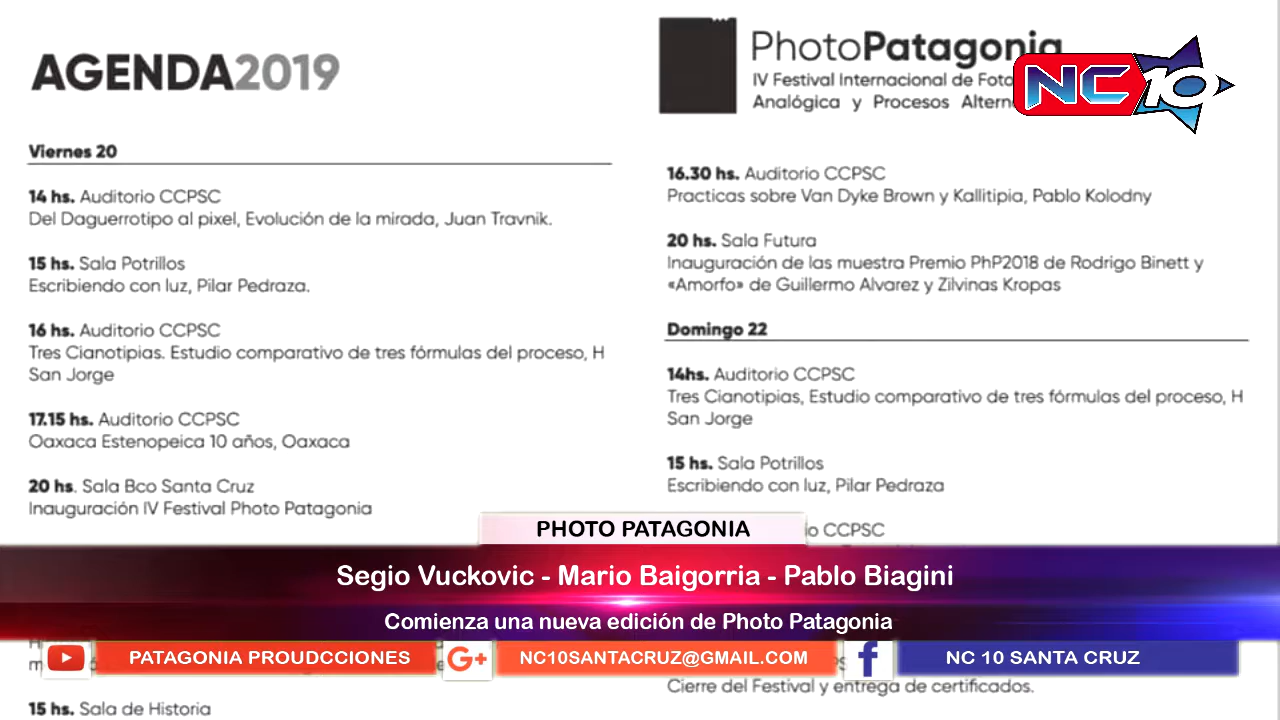 AGENDA2019
Viernes 20
14 hs. Auditorio CCPSC
Del Daguerrotipo al pixel, Evolución de la mirada, Juan Travnik.
15 hs. Sala Potrillos
Escribiendo con luz, Pilar Pedraza.
16 hs. Auditorio CCPSC
Tres Cianotipias. Estudio comparativo de tres fórmulas del proceso, H
San Jorge
17.15 hs. Auditorio CCPSC
Oaxaca Estenopeica 10 años, Oaxaca
20 hs. Sala Bco Santa Cruz
Inauguración IV Festival Photo Patagonia
15 hs. Sala de Historia
PhotoPatagonia
IV Festival Internacional de
Analógica y Procesos
NC10
16.30 hs. Auditorio CCPSC
Practicas sobre Van Dyke Brown y Kallitipia, Pablo Kolodny
20 hs. Sala Futura
Inauguración de las muestra Premio PhP2018 de Rodrigo Binett y
«Amorfo» de Guillermo Alvarez y Zilvinas Kropas
Domingo 22
14hs. Auditorio CCPSC
Tres Cianotipias, Estudio comparativo de tres fórmulas del proceso, H
San Jorge
15 hs. Sala Potrillos
Escribiendo con luz, Pilar Pedraza
CCPSC
Cierre del Festival y entrega de certificados.
PHOTO PATAGONIA
Segio Vuckovic - Mario Baigorria - Pablo Biagini
Comienza una nueva edición de Photo Patagonia
PATAGONIA PROUDCCIONES
G+ NC10SANTACRUZ@GMAIL.COM
f NC 10 SANTA CRUZ